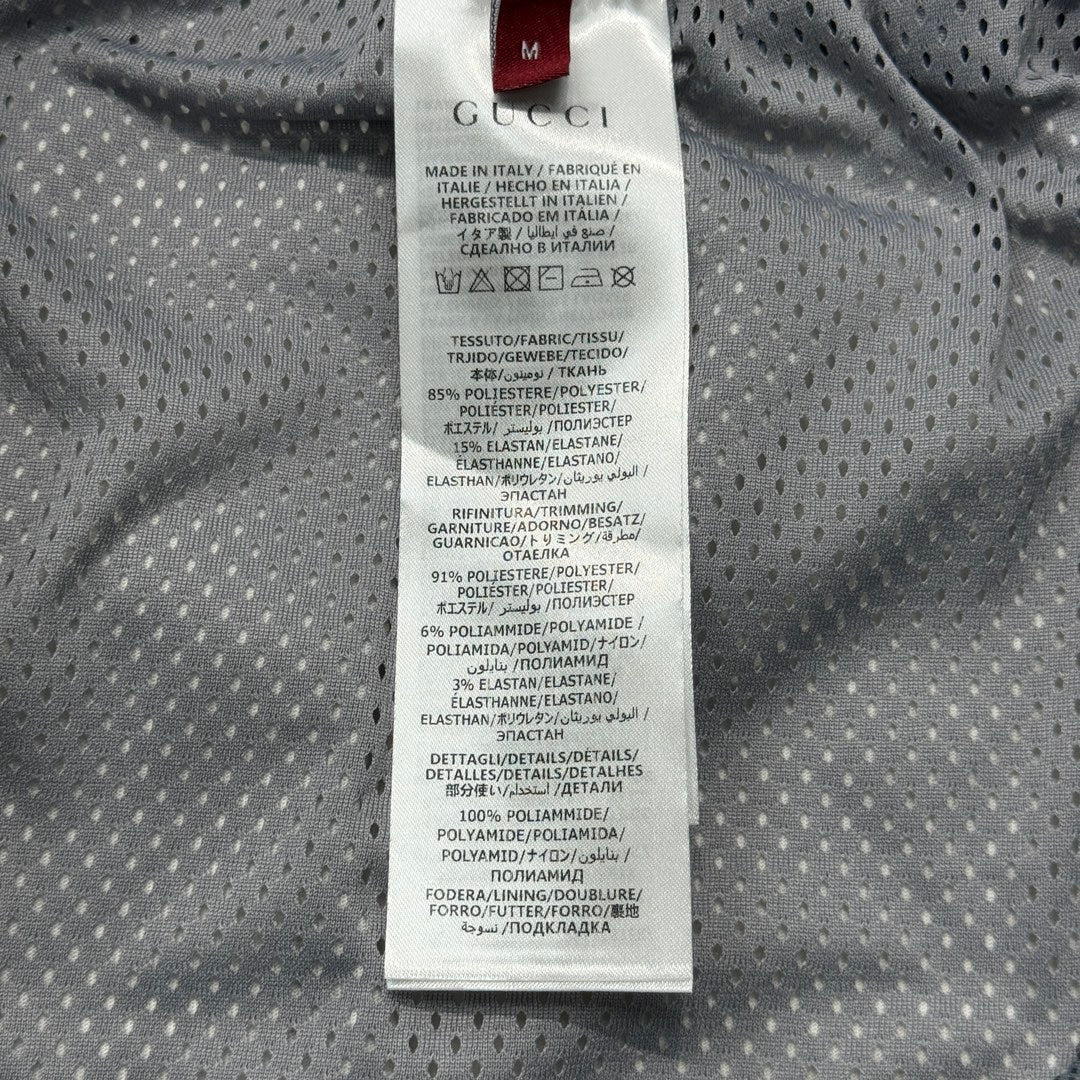 M
GUCCI
MADE IN ITALY / FABRIQUÉ EN
ITALIE / HECHO EN ITALIA /
HERGESTELLT IN ITALIEN /
FABRICADO EM ITÁLIA /
イタア製 / صنع في ايطاليا /
СДЕАЛНО В ИТАЛИИ
TESSUTO/FABRIC/TISSU/
TRJIDO/GEWEBE/TECIDO/
本体/نوميتون / ТКАНЬ
85% POLIESTERE/POLYESTER/
POLIÉSTER/POLIESTER/
ポエステル/ بوليستر /ПОЛИЭСТЕР
15% ELASTAN/ELASTANE/
ÉLASTHANNE/ELASTANO/
ELASTHAN/ポリウレタン/البولي يوريثان /
ЭПАСТАН
RIFINITURA/TRIMMING/
GARNITURE/ADORNO/BESATZ/
GUARNICAO/トリミング/مطرقة/
ОТАЕЛКА
91% POLIESTERE/POLYESTER/
POLIÉSTER/POLIESTER/
ポエステル/ بوليستر /ПОЛИЭСТЕР
6% POLIAMMIDE/POLYAMIDE /
POLIAMIDA/POLYAMID/ナイロン/
بنايلون /ПОЛИАМИД
3% ELASTAN/ELASTANE/
ÉLASTHANNE/ELASTANO/
ELASTHAN/ポリウレタン/البولي يوريثان /
ЭПАСТАН
DETTAGLI/DETAILS/DÉTAILS/
DETALLES/DETAILS/DETALHES
部分使い/استخدام /ДЕТАЛИ
100% POLIAMMIDE/
POLYAMIDE/POLIAMIDA/
POLYAMID/ナイロン/بنايلون /
ПОЛИАМИД
FODERA/LINING/DOUBLURE/
FORRO/FUTTER/FORRO/裏地
نسوجة /ПОДКЛАДКА